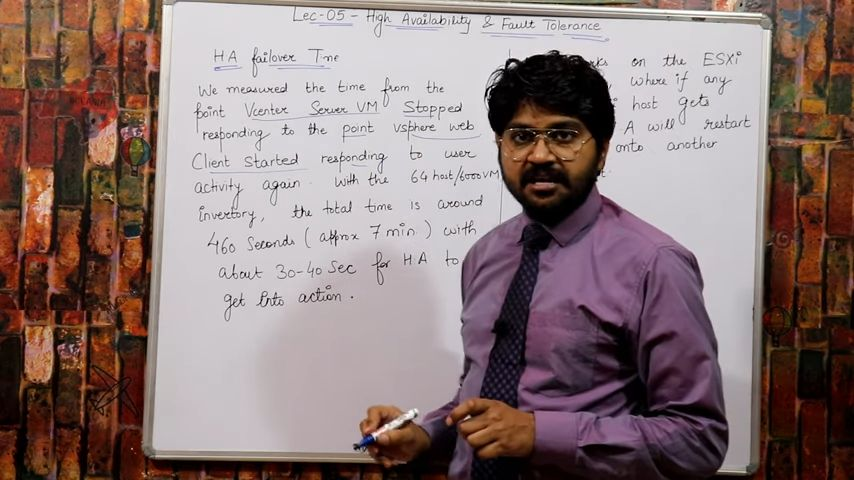 Lec-05 - High Availability & Fault Tolerance
HA failover Time
We measured the time from the
point Vcenter Server VM Stopped
responding to the point vsphere web
Client Started responding to user
activity again. with the 64 host/6000 VM
inventory, the total time is around
460 Seconds (approx 7 min.) with
about 30-40 Sec for H.A to
get into action.
on the ESXi
where if any
host gets
A will restart
onto another